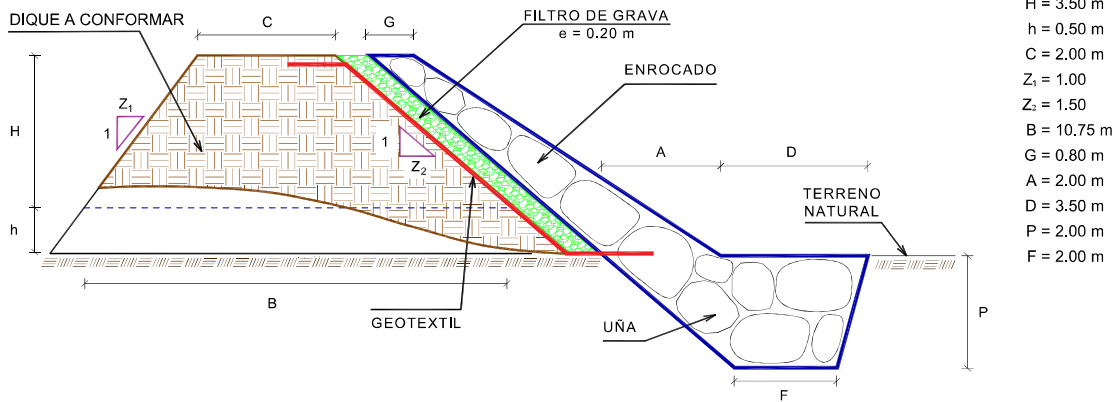 DIQUE A CONFORMAR
C
G
FILTRO DE GRAVA
e = 0.20 m
ENROCADO
Z₁
1
H
1
Z₂
A
D
TERRENO
NATURAL
h
B
GEOTEXTIL
UÑA
P
F
H = 3.50 m
h = 0.50 m
C = 2.00 m
Z₁ = 1.00
Z₂ = 1.50
B = 10.75 m
G = 0.80 m
A = 2.00 m
D = 3.50 m
P = 2.00 m
F = 2.00 m